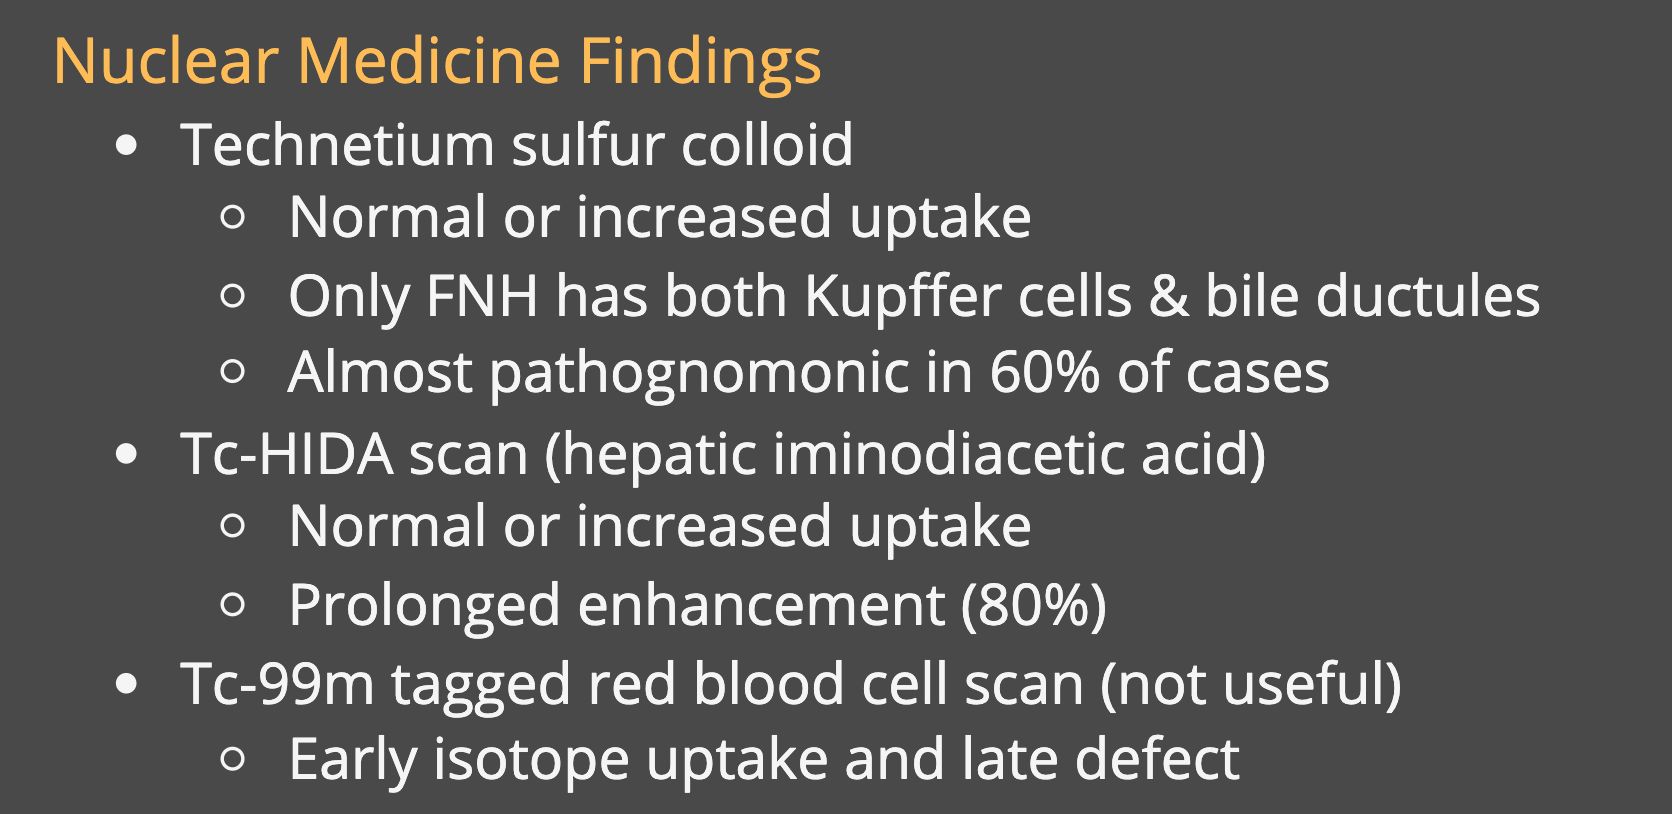 Nuclear Medicine Findings
• Technetium sulfur colloid
○ Normal or increased uptake
○ Only FNH has both Kupffer cells & bile ductules
○ Almost pathognomonic in 60% of cases
• Tc-HIDA scan (hepatic iminodiacetic acid)
○ Normal or increased uptake
○ Prolonged enhancement (80%)
• Tc-99m tagged red blood cell scan (not useful)
○ Early isotope uptake and late defect